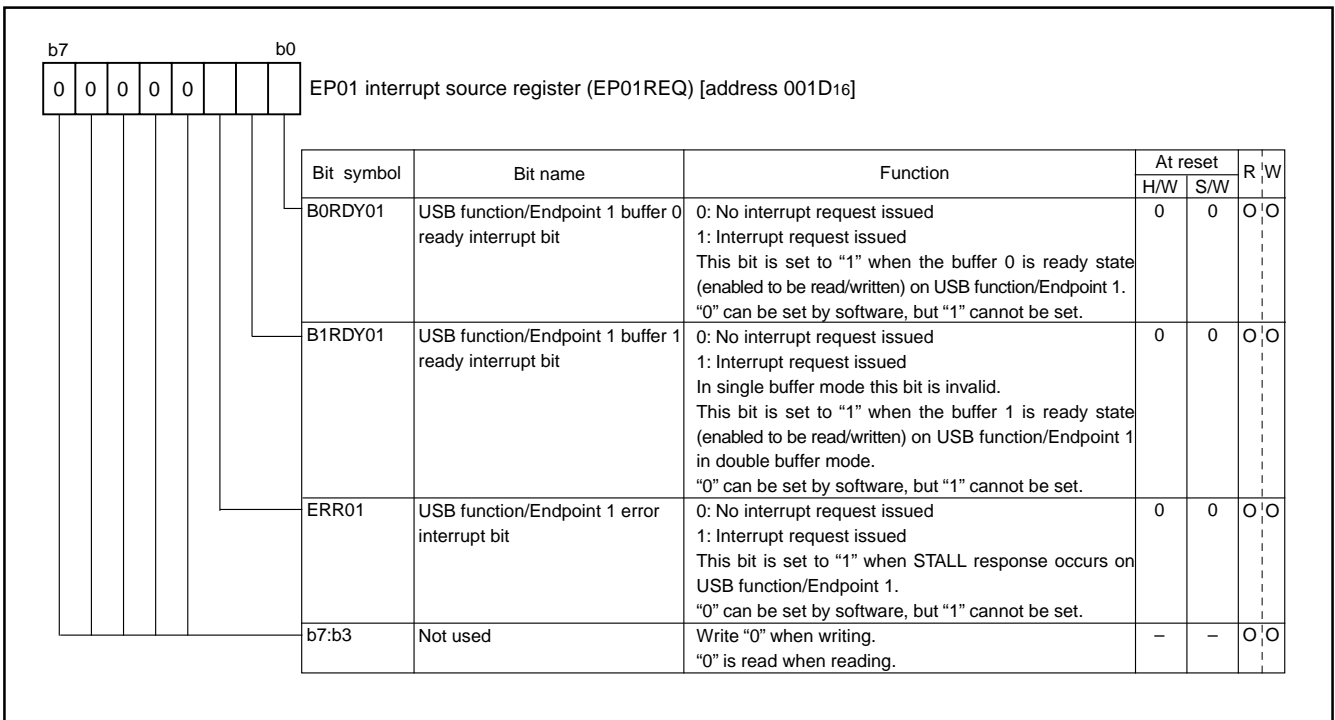 b7 b0
0 0 0 0 0 EP01 interrupt source register (EP01REQ) [address 001D16]
Bit symbol Bit name Function At reset R W
H/W S/W
B0RDY01 USB function/Endpoint 1 buffer 0 0: No interrupt request issued 0 0 O O
ready interrupt bit 1: Interrupt request issued
This bit is set to “1” when the buffer 0 is ready state
(enabled to be read/written) on USB function/Endpoint 1.
“0” can be set by software, but “1” cannot be set.
B1RDY01 USB function/Endpoint 1 buffer 1 0: No interrupt request issued 0 0 O O
ready interrupt bit 1: Interrupt request issued
In single buffer mode this bit is invalid.
This bit is set to “1” when the buffer 1 is ready state
(enabled to be read/written) on USB function/Endpoint 1
in double buffer mode.
“0” can be set by software, but “1” cannot be set.
ERR01 USB function/Endpoint 1 error 0: No interrupt request issued 0 0 O O
interrupt bit 1: Interrupt request issued
This bit is set to “1” when STALL response occurs on
USB function/Endpoint 1.
“0” can be set by software, but “1” cannot be set.
b7:b3 Not used Write “0” when writing. – – O O
“0” is read when reading.